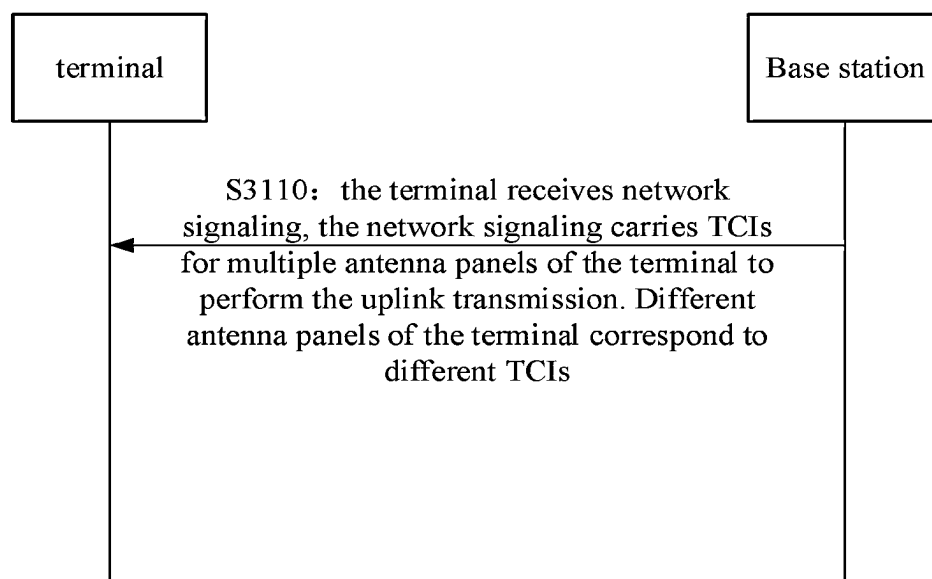 terminal
Base station
S3110：the terminal receives network
signaling, the network signaling carries TCIs
for multiple antenna panels of the terminal to
perform the uplink transmission. Different
antenna panels of the terminal correspond to
different TCIs